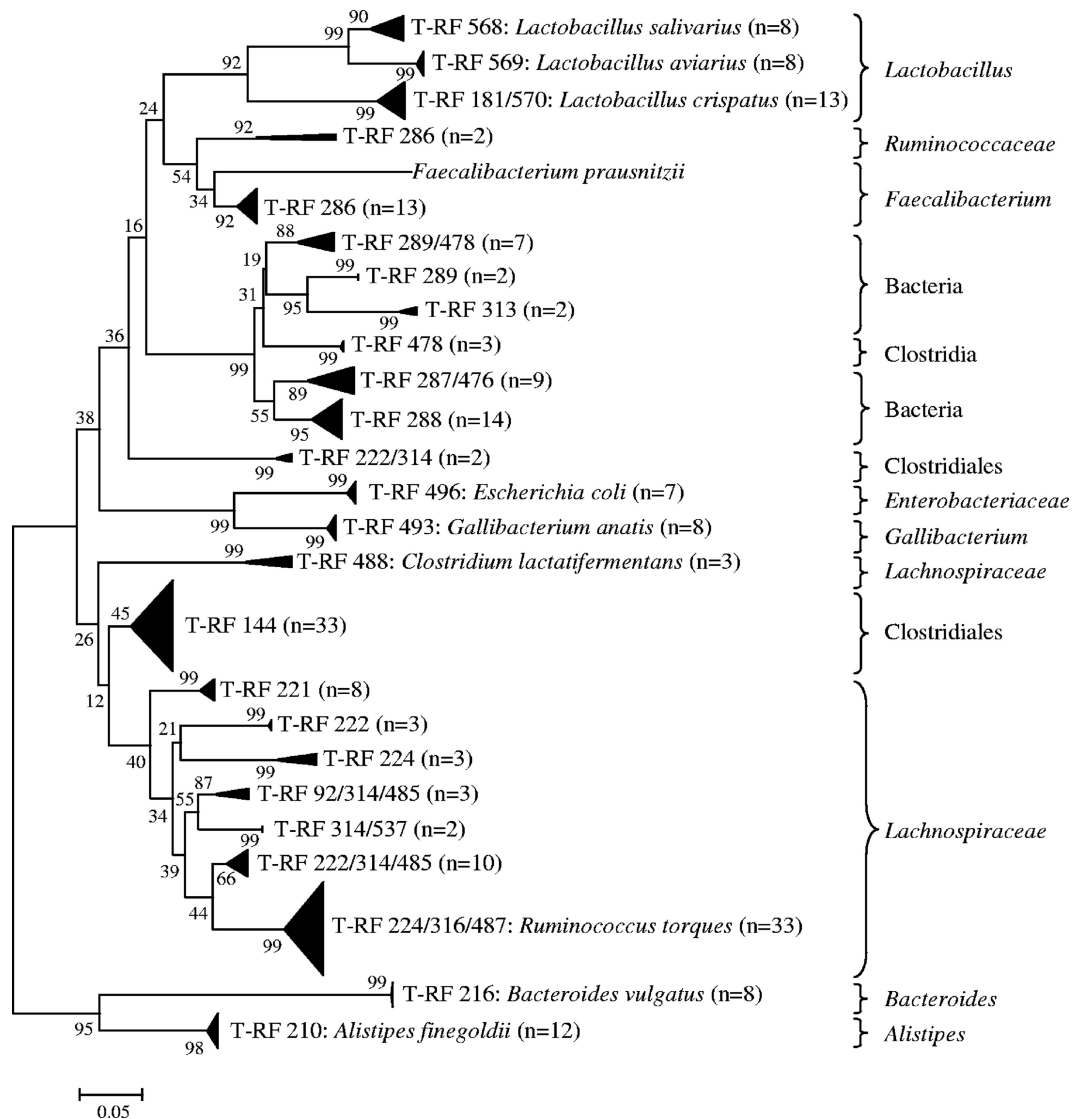 90
99
T-RF 568: Lactobacillus salivarius (n=8)
92
99
T-RF 569: Lactobacillus aviarius (n=8)
Lactobacillus
99
T-RF 181/570: Lactobacillus crispatus (n=13)
24
92
T-RF 286 (n=2)
Ruminococcaceae
54
Faecalibacterium prausnitzii
34
92
T-RF 286 (n=13)
Faecalibacterium
16
88
T-RF 289/478 (n=7)
19
99
T-RF 289 (n=2)
Bacteria
31
95
99
T-RF 313 (n=2)
36
99
99
T-RF 478 (n=3)
Clostridia
89
T-RF 287/476 (n=9)
55
Bacteria
95
T-RF 288 (n=14)
38
99
T-RF 222/314 (n=2)
Clostridiales
99
T-RF 496: Escherichia coli (n=7)
Enterobacteriaceae
99
99
T-RF 493: Gallibacterium anatis (n=8)
Gallibacterium
99
T-RF 488: Clostridium lactatifermentans (n=3)
Lachnospiraceae
45
26
T-RF 144 (n=33)
Clostridiales
12
99
T-RF 221 (n=8)
21
99
T-RF 222 (n=3)
40
99
T-RF 224 (n=3)
87
T-RF 92/314/485 (n=3)
34
55
99
T-RF 314/537 (n=2)
Lachnospiraceae
39
66
T-RF 222/314/485 (n=10)
44
99
T-RF 224/316/487: Ruminococcus torques (n=33)
99
T-RF 216: Bacteroides vulgatus (n=8)
Bacteroides
95
98
T-RF 210: Alistipes finegoldii (n=12)
Alistipes
0.05